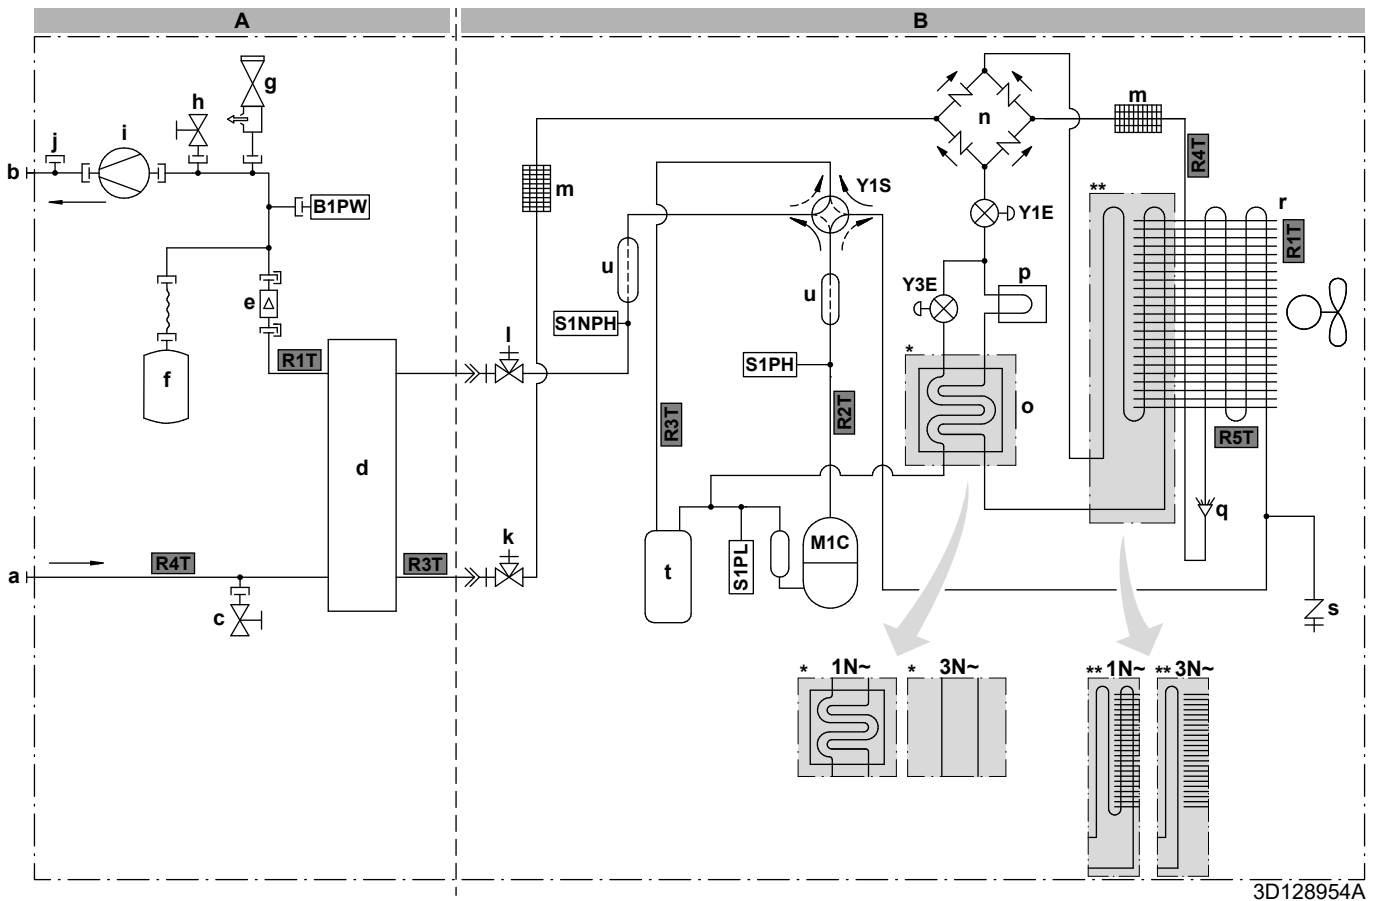 A B
g
h
j i
b
B1PW
e
R1T
f
d
a
R4T
R3T
c
m
u
S1NPH
l
k
Y1S
u
S1PH
R3T
R2T
S1PL
t
M1C
n
m
R4T
Y1E
Y3E
p
*
o
**
r
R1T
R5T
q
s
* 1N~ * 3N~
** 1N~ ** 3N~
3D128954A